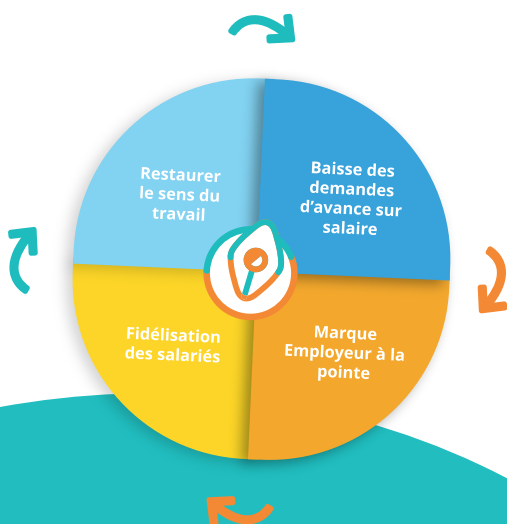 Restaurer
le sens du
travail
Baisse des
demandes
d'avance sur
salaire
Fidélisation
des salariés
Marque
Employeur à la
pointe